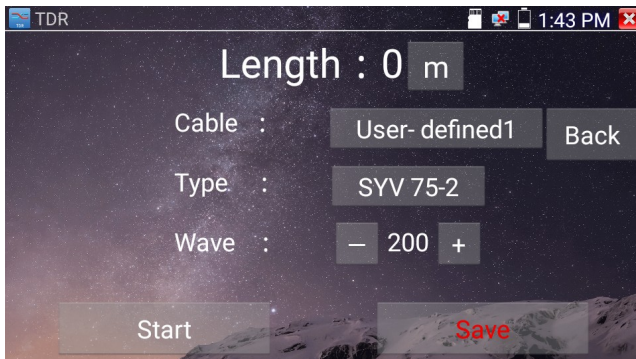 TDR 1:43 PM
Length : 0 m
Cable : User- defined1 Back
Type : SYV 75-2
Wave : — 200 +
Start Save